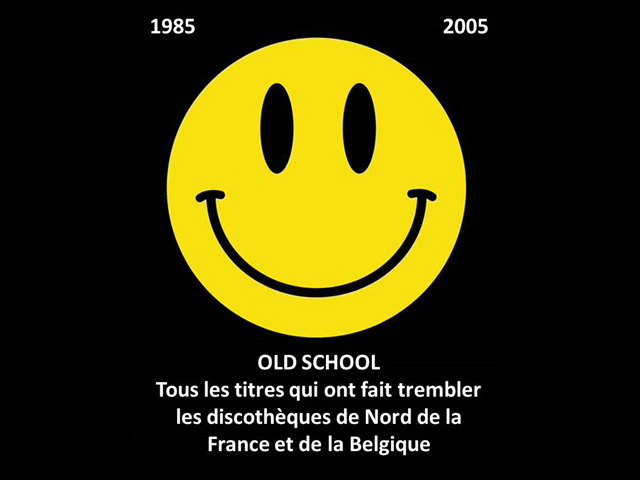 1985 2005
OLD SCHOOL
Tous les titres qui ont fait trembler
les discothèques de Nord de la
France et de la Belgique